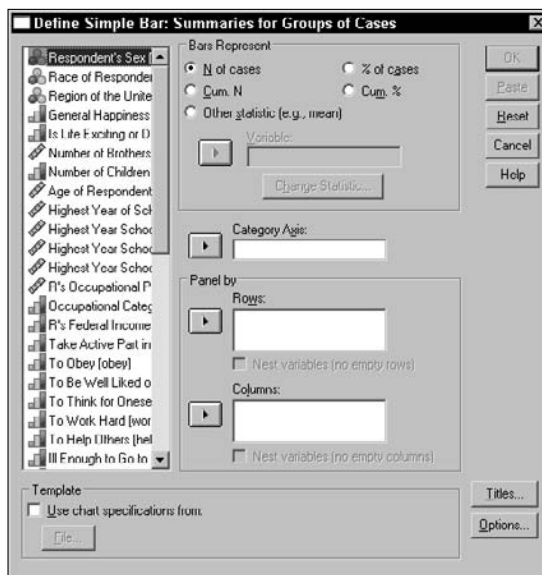 Define Simple Bar: Summaries for Groups of Cases
Respondent's Sex [
Race of Responder
Region of the Unite
General Happiness
Is Life Exciting or D
Number of Brothers
Number of Children
Age of Respondent
Highest Year of Sch
Highest Year Schoo
Highest Year Schoo
Highest Year Schoo
R's Occupational P
Occupational Categ
R's Federal Income
Take Active Part in
To Obey [obey]
To Be Well Liked o
To Think for Onese
To Work Hard [wor
To Help Others [hel
Ill Enough to Go to
Bars Represent
N of cases
% of cases
Cum. N
Cum. %
Other statistic (e.g., mean)
Variable:
Change Statistic...
Category Axis:
Panel by
Rows:
Nest variables (no empty rows)
Columns:
Nest variables (no empty columns)
OK
Paste
Reset
Cancel
Help
Template
Use chart specifications from:
File...
Titles...
Options...